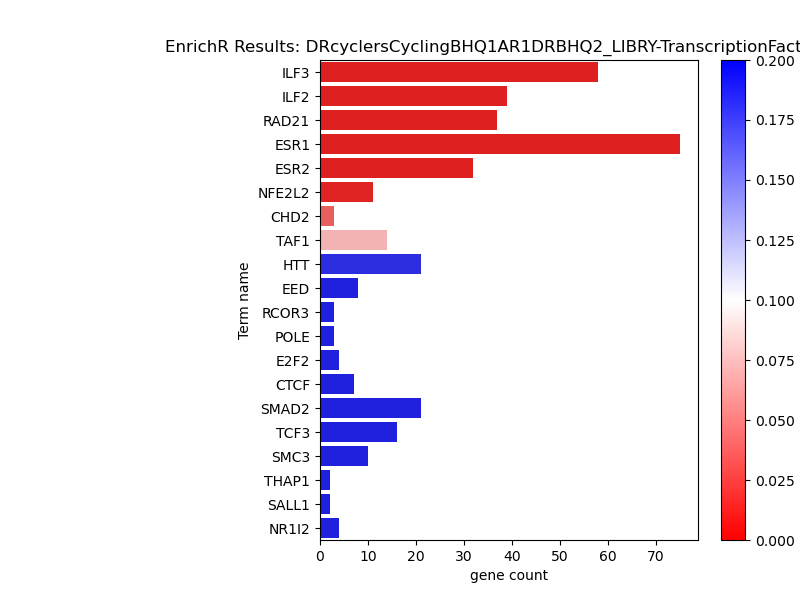 EnrichR Results: DRcyclersCyclingBHQ1AR1DRBHQ2_LIBRY-TranscriptionFact
ILF3
ILF2
RAD21
ESR1
ESR2
NFE2L2
CHD2
TAF1
HTT
EED
RCOR3
POLE
E2F2
CTCF
SMAD2
TCF3
SMC3
THAP1
SALL1
NR1I2
Term name
0 10 20 30 40 50 60 70
gene count
0.200
0.175
0.150
0.125
0.100
0.075
0.050
0.025
0.000